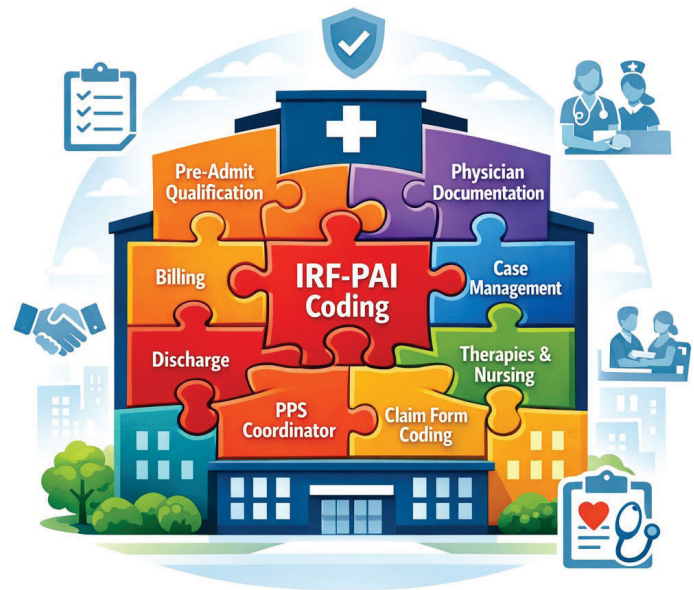 Pre-Admit
Qualification
Physician
Documentation
Billing
IRF-PAI
Coding
Case
Management
Discharge
Therapies &
Nursing
PPS
Coordinator
Claim Form
Coding